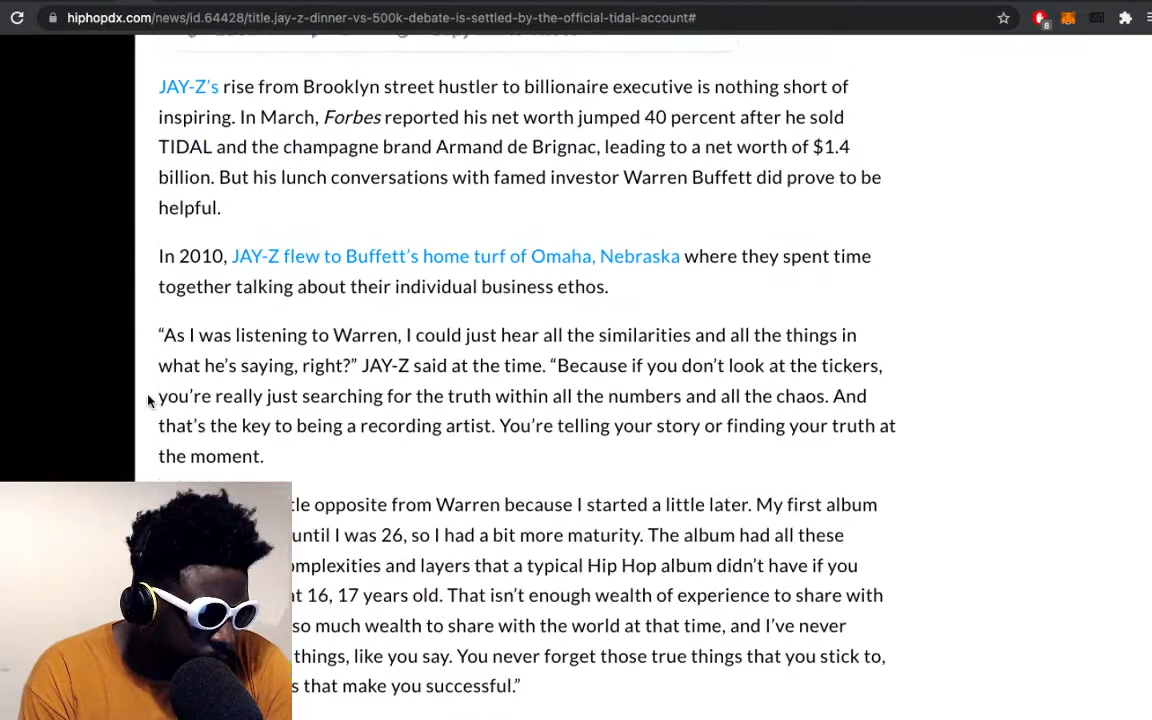 hiphopdx.com/news/id.64428/title.jay-z-dinner-vs-500k-debate-is-settled-by-the-official-tidal-account#
8
JAY-Z’s rise from Brooklyn street hustler to billionaire executive is nothing short of
inspiring. In March, Forbes reported his net worth jumped 40 percent after he sold
TIDAL and the champagne brand Armand de Brignac, leading to a net worth of $1.4
billion. But his lunch conversations with famed investor Warren Buffett did prove to be
helpful.
In 2010, JAY-Z flew to Buffett’s home turf of Omaha, Nebraska where they spent time
together talking about their individual business ethos.
“As I was listening to Warren, I could just hear all the similarities and all the things in
what he’s saying, right?” JAY-Z said at the time. “Because if you don’t look at the tickers,
you’re really just searching for the truth within all the numbers and all the chaos. And
that’s the key to being a recording artist. You’re telling your story or finding your truth at
the moment.
opposite from Warren because I started a little later. My first album
until I was 26, so I had a bit more maturity. The album had all these
and layers that a typical Hip Hop album didn’t have if you
16, 17 years old. That isn’t enough wealth of experience to share with
so much wealth to share with the world at that time, and I’ve never
things, like you say. You never forget those true things that you stick to,
that make you successful.”